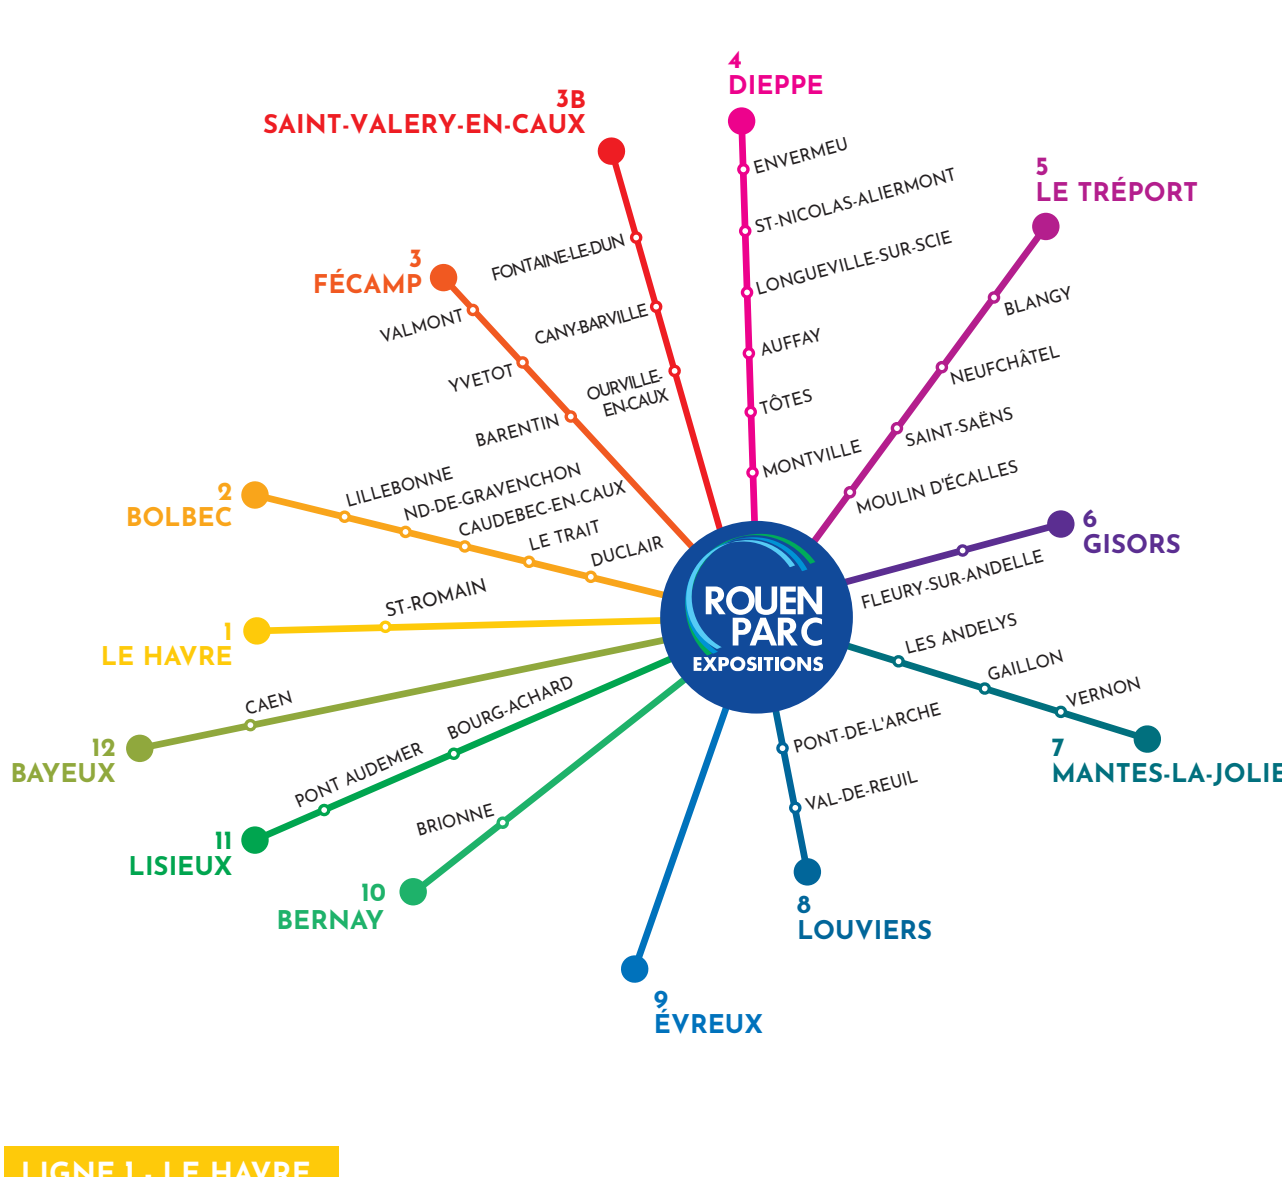 4
DIEPPE
3B
SAINT-VALERY-EN-CAUX
ENVERMEU
5
LE TRÉPORT
ST-NICOLAS-ALIERMONT
FONTAINE-LE-DUN
LONGUEVILLE-SUR-SCIE
3
FÉCAMP
VALMONT
CANY-BARVILLE
BLANGY
AUFFAY
YVETOT
NEUFCHÂTEL
OURVILLE-
EN-CAUX
TÔTES
BARENTIN
SAINT-SAËNS
MONTVILLE
MOULIN D'ÉCALLES
2
BOLBEC
LILLEBONNE
ND-DE-GRAVENCHON
CAUDEBEC-EN-CAUX
LE TRAIT
DUCLAIR
6
GISORS
FLEURY-SUR-ANDELLE
1
LE HAVRE
ST-ROMAIN
ROUEN
PARC
EXPOSITIONS
LES ANDELYS
GAILLON
VERNON
7
MANTES-LA-JOLIE
12
BAYEUX
CAEN
BOURG-ACHARD
PONT AUDEMER
11
LISIEUX
PONT-DE-L'ARCHE
VAL-DE-REUIL
BRIONNE
10
BERNAY
8
LOUVIERS
9
ÉVREUX
LIGNE 1 - LE HAVRE